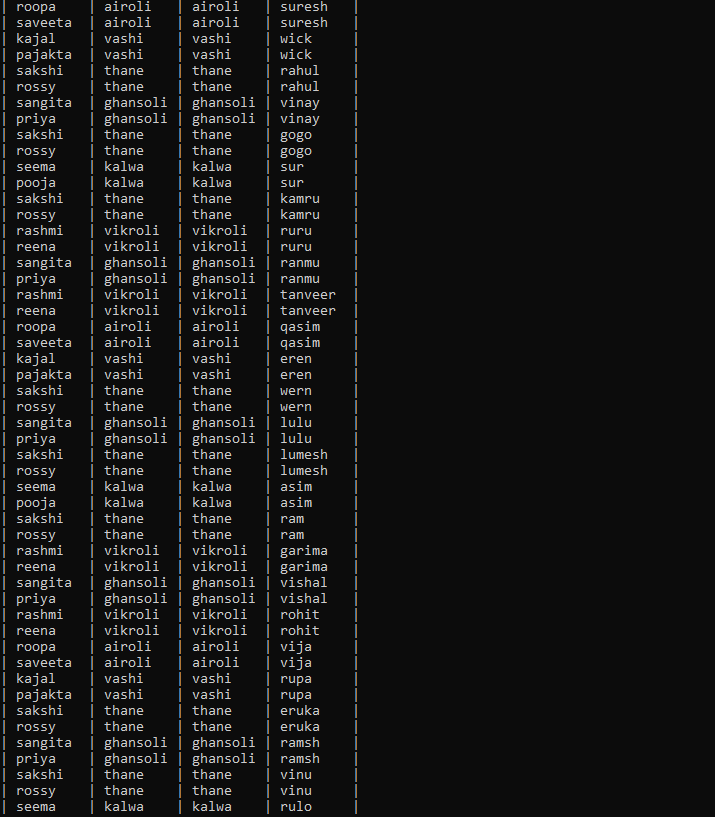 | roopa    | airoli   | airoli   | suresh   |
| saveeta  | airoli   | airoli   | suresh   |
| kajal    | vashi    | vashi    | wick     |
| pajakta  | vashi    | vashi    | wick     |
| sakshi   | thane    | thane    | rahul    |
| rossy    | thane    | thane    | rahul    |
| sangita  | ghansoli | ghansoli | vinay    |
| priya    | ghansoli | ghansoli | vinay    |
| sakshi   | thane    | thane    | gogo     |
| rossy    | thane    | thane    | gogo     |
| seema    | kalwa    | kalwa    | sur      |
| pooja    | kalwa    | kalwa    | sur      |
| sakshi   | thane    | thane    | kamru    |
| rossy    | thane    | thane    | kamru    |
| rashmi   | vikroli  | vikroli  | ruru     |
| reena    | vikroli  | vikroli  | ruru     |
| sangita  | ghansoli | ghansoli | ranmu    |
| priya    | ghansoli | ghansoli | ranmu    |
| rashmi   | vikroli  | vikroli  | tanveer  |
| reena    | vikroli  | vikroli  | tanveer  |
| roopa    | airoli   | airoli   | qasim    |
| saveeta  | airoli   | airoli   | qasim    |
| kajal    | vashi    | vashi    | eren     |
| pajakta  | vashi    | vashi    | eren     |
| sakshi   | thane    | thane    | wern     |
| rossy    | thane    | thane    | wern     |
| sangita  | ghansoli | ghansoli | lulu     |
| priya    | ghansoli | ghansoli | lulu     |
| sakshi   | thane    | thane    | lumesh   |
| rossy    | thane    | thane    | lumesh   |
| seema    | kalwa    | kalwa    | asim     |
| pooja    | kalwa    | kalwa    | asim     |
| sakshi   | thane    | thane    | ram      |
| rossy    | thane    | thane    | ram      |
| rashmi   | vikroli  | vikroli  | garima   |
| reena    | vikroli  | vikroli  | garima   |
| sangita  | ghansoli | ghansoli | vishal   |
| priya    | ghansoli | ghansoli | vishal   |
| rashmi   | vikroli  | vikroli  | rohit    |
| reena    | vikroli  | vikroli  | rohit    |
| roopa    | airoli   | airoli   | vija     |
| saveeta  | airoli   | airoli   | vija     |
| kajal    | vashi    | vashi    | rupa     |
| pajakta  | vashi    | vashi    | rupa     |
| sakshi   | thane    | thane    | eruka    |
| rossy    | thane    | thane    | eruka    |
| sangita  | ghansoli | ghansoli | ramsh    |
| priya    | ghansoli | ghansoli | ramsh    |
| sakshi   | thane    | thane    | vinu     |
| rossy    | thane    | thane    | vinu     |
| seema    | kalwa    | kalwa    | rulo     |